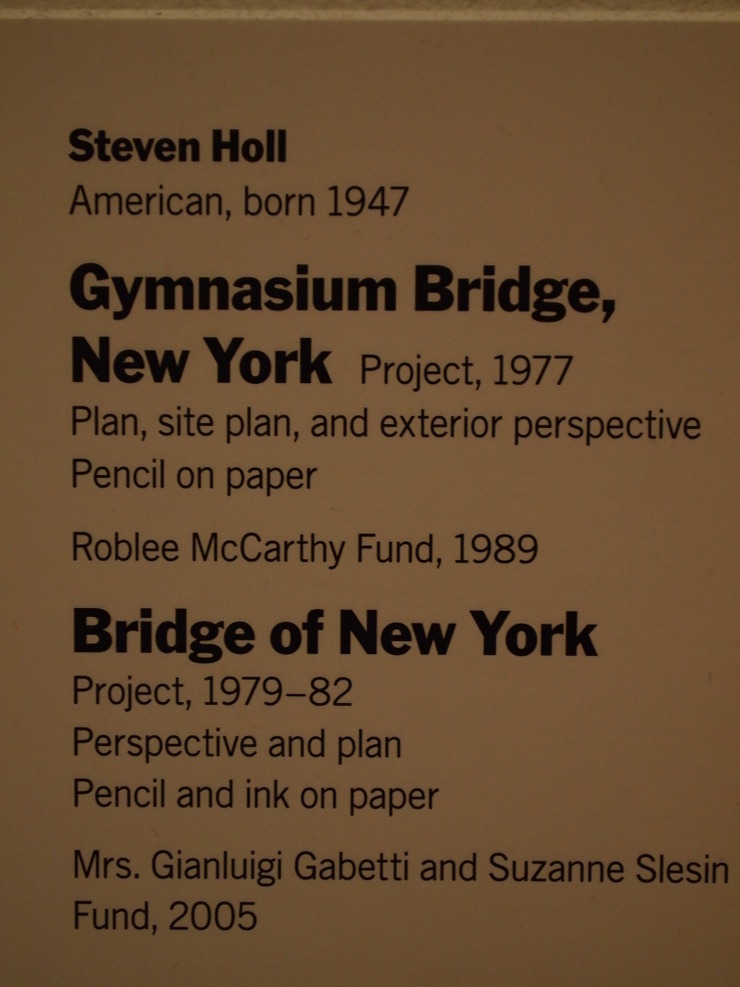 Steven Holl
American, born 1947
Gymnasium Bridge,
New York Project, 1977
Plan, site plan, and exterior perspective
Pencil on paper
Roblee McCarthy Fund, 1989
Bridge of New York
Project, 1979–82
Perspective and plan
Pencil and ink on paper
Mrs. Gianluigi Gabetti and Suzanne Slesin
Fund, 2005